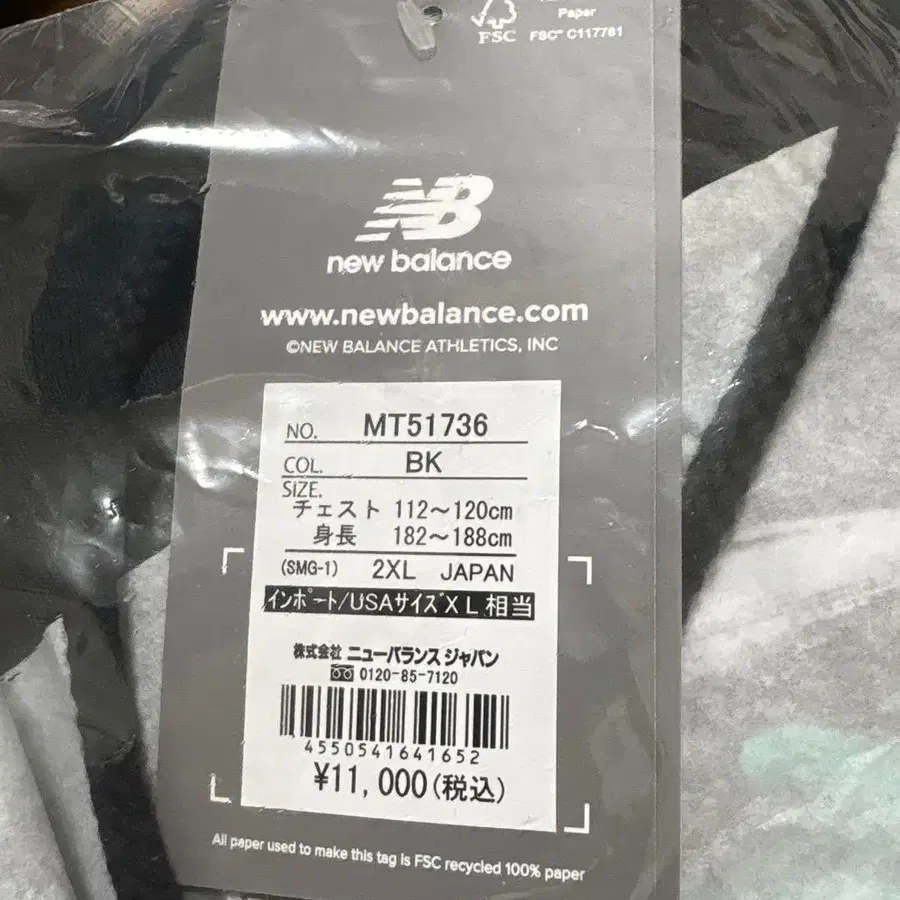 Paper
FSC
FSC™ C117781
NB
new balance
www.newbalance.com
©NEW BALANCE ATHLETICS, INC
NO. MT51736
COL. BK
SIZE.
チェスト 112～120cm
身長 182～188cm
(SMG-1) 2XL JAPAN
インポート/USAサイズXL相当
株式会社 ニューバランス ジャパン
0120-85-7120
4550541641652
¥11,000(税込)
All paper used to make this tag is FSC recycled 100% paper